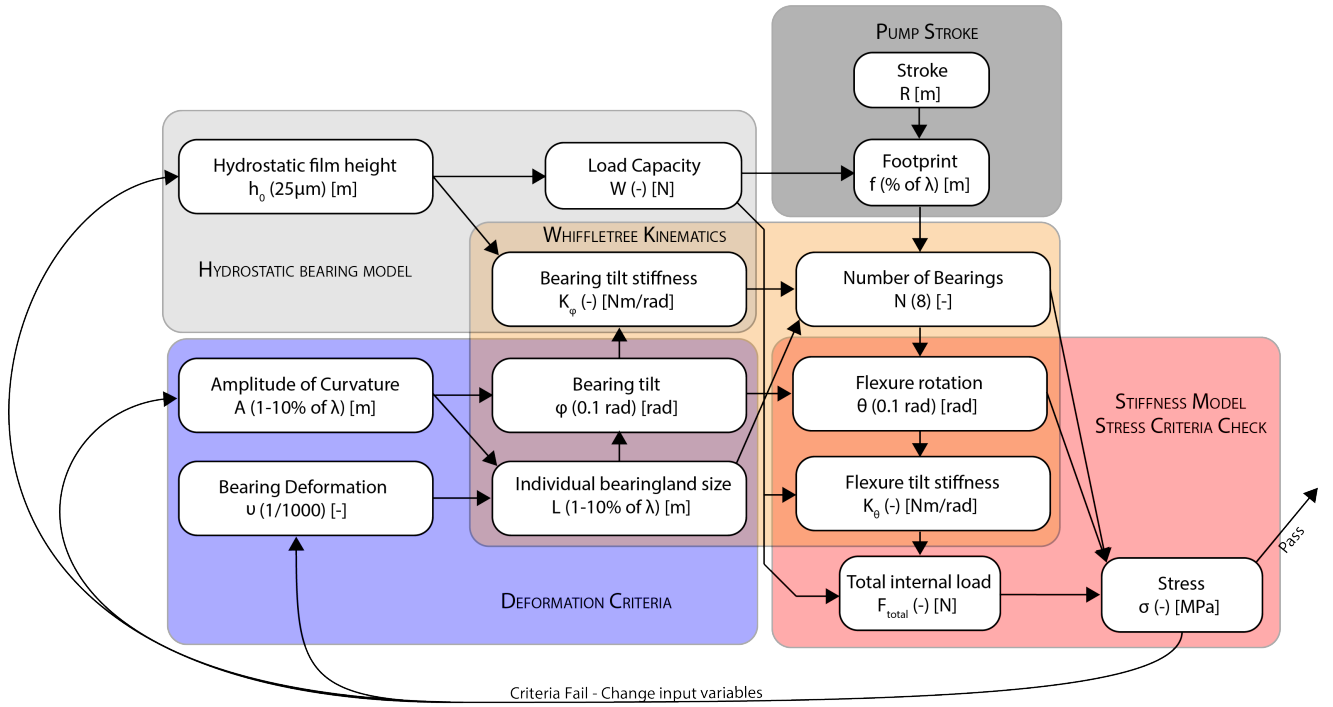 PUMP STROKE
Stroke
R [m]
Hydrostatic film height
h₀ (25μm) [m]
Load Capacity
W (-) [N]
Footprint
f (% of λ) [m]
WHIFFLETREE KINEMATICS
HYDROSTATIC BEARING MODEL
Bearing tilt stiffness
Kᵩ (-) [Nm/rad]
Number of Bearings
N (8) [-]
Amplitude of Curvature
A (1-10% of λ) [m]
Bearing tilt
φ (0.1 rad) [rad]
Flexure rotation
θ (0.1 rad) [rad]
STIFFNESS MODEL
STRESS CRITERIA CHECK
Bearing Deformation
υ (1/1000) [-]
Individual bearingland size
L (1-10% of λ) [m]
Flexure tilt stiffness
K_θ (-) [Nm/rad]
Pass
DEFORMATION CRITERIA
Total internal load
F_total (-) [N]
Stress
σ (-) [MPa]
Criteria Fail - Change input variables